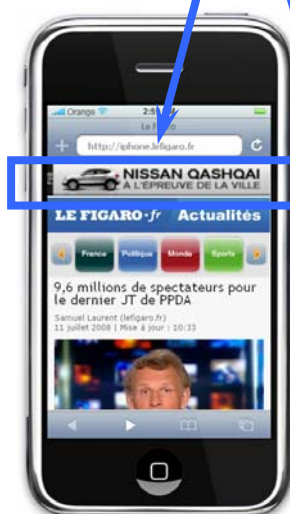 Orange
Le Figaro
http://iphone.lefigaro.fr
PUB
NISSAN QASHQAI
À L'ÉPREUVE DE LA VILLE
LE FIGARO·fr Actualités
France Politique Monde Sports
9,6 millions de spectateurs pour
le dernier JT de PPDA
Samuel Laurent (lefigaro.fr)
11 juillet 2008 | Mise à jour : 10:33